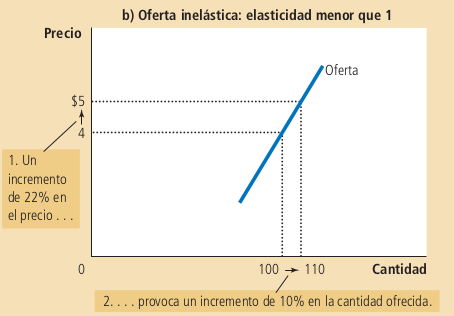 b) Oferta inelástica: elasticidad menor que 1
Precio
Oferta
$5
4
1. Un
incremento
de 22% en
el precio . . .
0
100
110
Cantidad
2. . . . provoca un incremento de 10% en la cantidad ofrecida.